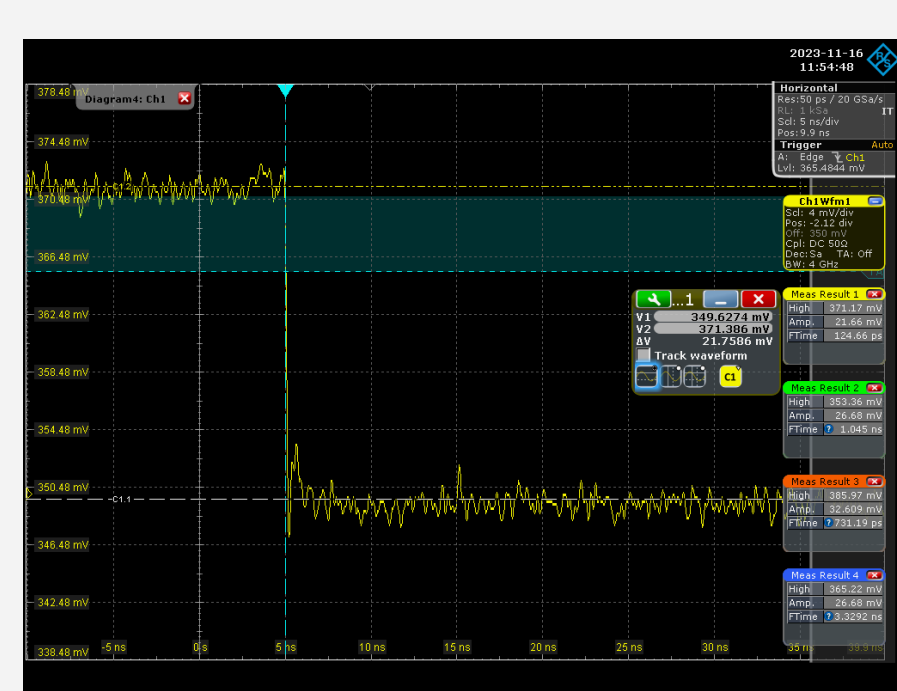 2023-11-16
11:54:48
Horizontal
Res:50 ps / 20 GSa/s
RL: 1 kSa IT
Scl: 5 ns/div
Pos:9.9 ns
Trigger Auto
A: Edge Ch1
Lvl: 365.4844 mV
Diagram4: Ch1
378.48 mV
374.48 mV
370.48 mV
366.48 mV
362.48 mV
358.48 mV
354.48 mV
350.48 mV
346.48 mV
342.48 mV
338.48 mV
C1.2
C1.1
-5 ns
0 s
5 ns
10 ns
15 ns
20 ns
25 ns
30 ns
35 ns
39.9 ns
Ch1Wfm1
Scl: 4 mV/div
Pos: -2.12 div
Off: 350 mV
Cpl: DC 50Ω
Dec:Sa TA: Off
BW: 4 GHz
...1
V1 349.6274 mV
V2 371.386 mV
ΔV 21.7586 mV
Track waveform
C1
Meas Result 1
High 371.17 mV
Amp. 21.66 mV
FTime 124.66 ps
Meas Result 2
High 353.36 mV
Amp. 26.68 mV
FTime ? 1.045 ns
Meas Result 3
High 385.97 mV
Amp. 32.609 mV
FTime ? 731.19 ps
Meas Result 4
High 365.22 mV
Amp. 26.68 mV
FTime ? 3.3292 ns